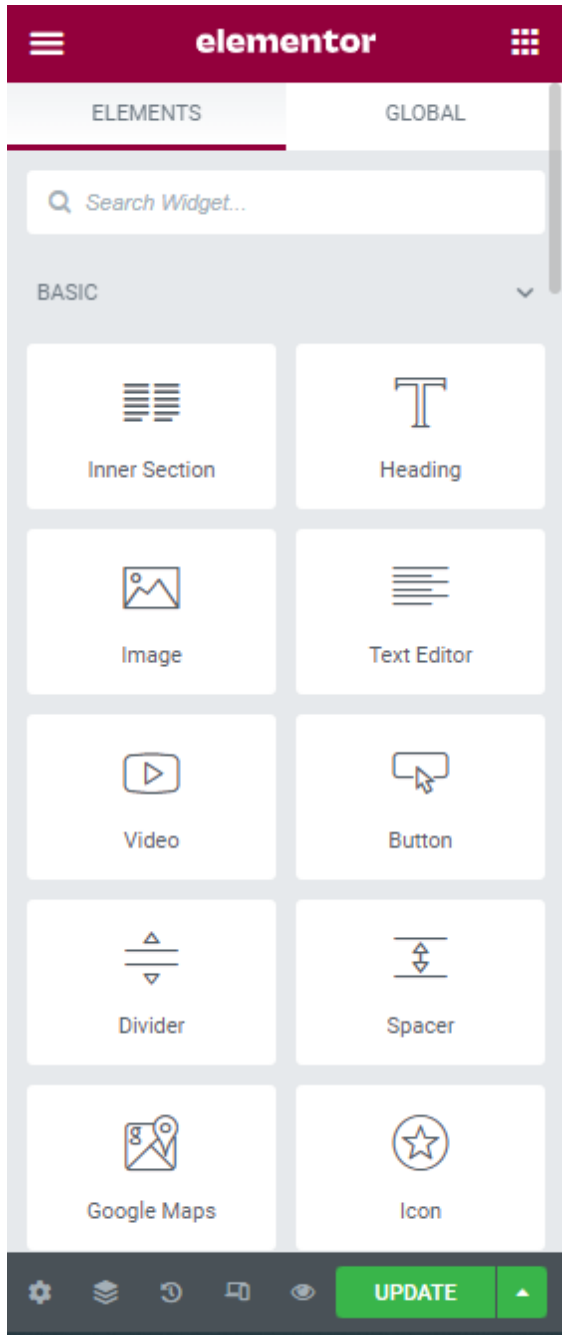 elementor
ELEMENTS GLOBAL
Search Widget...
BASIC
Inner Section Heading
Image Text Editor
Video Button
Divider Spacer
g
Google Maps Icon
UPDATE